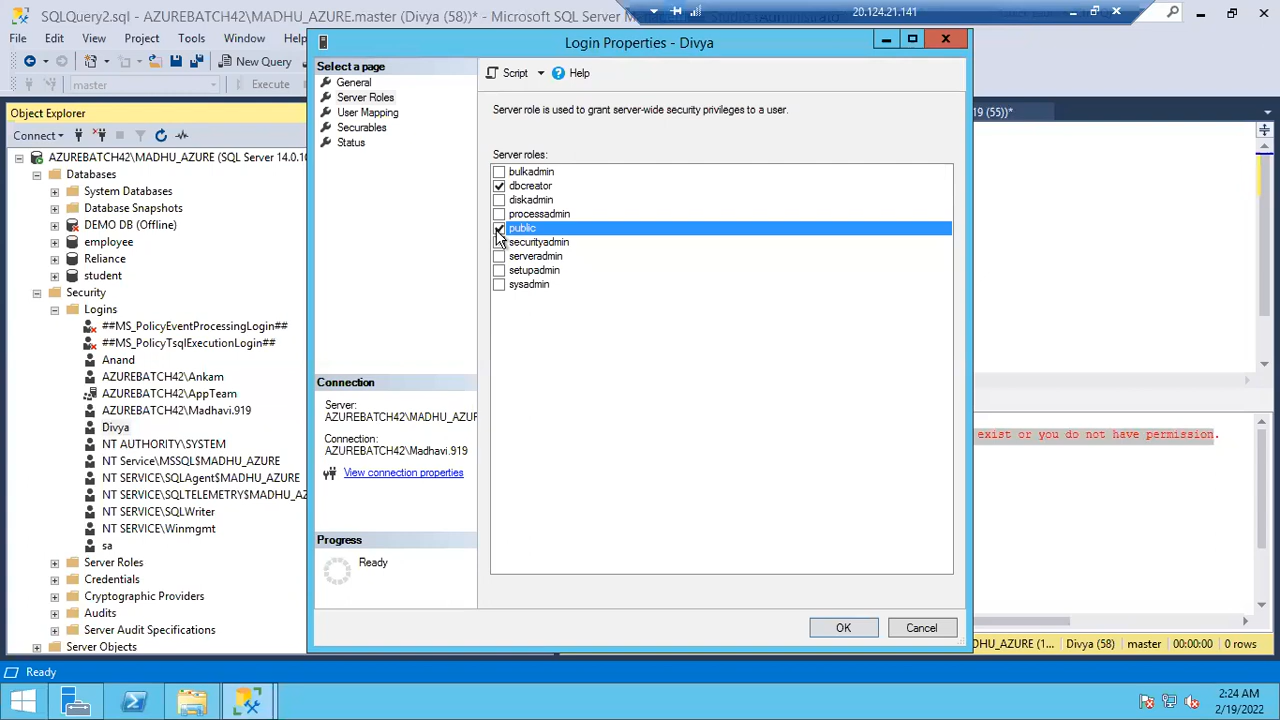 SQLQuery2.sql - AZUREBATCH42\MADHU_AZURE.master (Divya (58))* - Microsoft SQL Server
20.124.21.141
File Edit View Project Tools Window
New Query
master
Execute
Object Explorer
Connect
AZUREBATCH42\MADHU_AZURE (SQL Server 14.0.10
Databases
System Databases
Database Snapshots
DEMO DB (Offline)
employee
Reliance
student
Security
Logins
##MS_PolicyEventProcessingLogin##
##MS_PolicyTsqlExecutionLogin##
Anand
AZUREBATCH42\Ankam
AZUREBATCH42\AppTeam
AZUREBATCH42\Madhavi.919
Divya
NT AUTHORITY\SYSTEM
NT Service\MSSQL$MADHU_AZURE
NT SERVICE\SQLAgent$MADHU_AZURE
NT SERVICE\SQLTELEMETRY$MADHU_AZ
NT SERVICE\SQLWriter
NT SERVICE\Winmgmt
sa
Server Roles
Credentials
Cryptographic Providers
Audits
Server Audit Specifications
Server Objects
Login Properties - Divya
Select a page
General
Server Roles
User Mapping
Securables
Status
Connection
Server:
AZUREBATCH42\MADHU_AZUR
Connection:
AZUREBATCH42\Madhavi.919
View connection properties
Progress
Ready
Script
Help
Server role is used to grant server-wide security privileges to a user.
Server roles:
bulkadmin
dbcreator
diskadmin
processadmin
public
securityadmin
serveradmin
setupadmin
sysadmin
OK
Cancel
19 (55))*
exist or you do not have permission.
MADHU_AZURE (1... Divya (58) master 00:00:00 0 rows
Ready
2:24 AM
2/19/2022